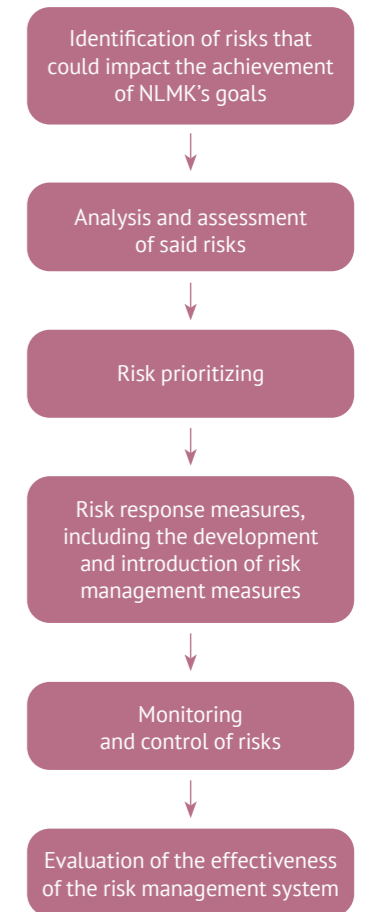 Identification of risks that
could impact the achievement
of NLMK’s goals
Analysis and assessment
of said risks
Risk prioritizing
Risk response measures,
including the development
and introduction of risk
management measures
Monitoring
and control of risks
Evaluation of the effectiveness
of the risk management system